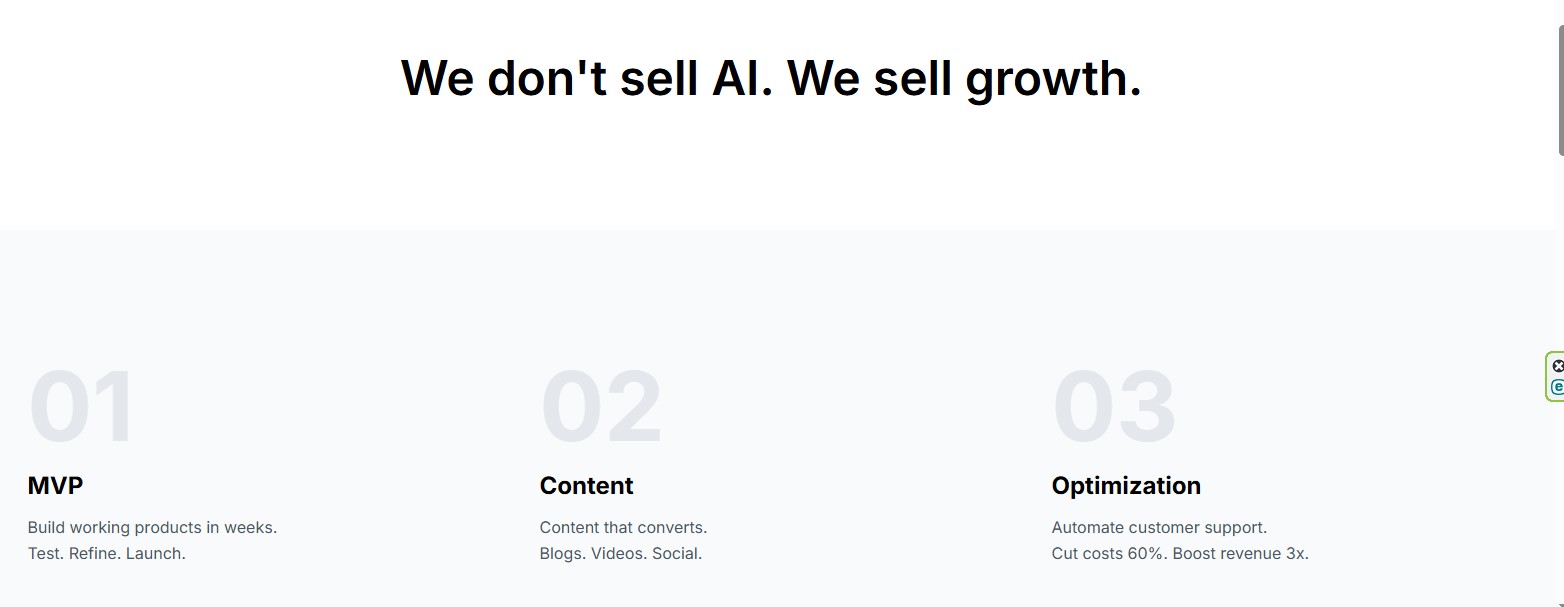 We don't sell AI. We sell growth.
01
MVP
Build working products in weeks.
Test. Refine. Launch.
02
Content
Content that converts.
Blogs. Videos. Social.
03
Optimization
Automate customer support.
Cut costs 60%. Boost revenue 3x.